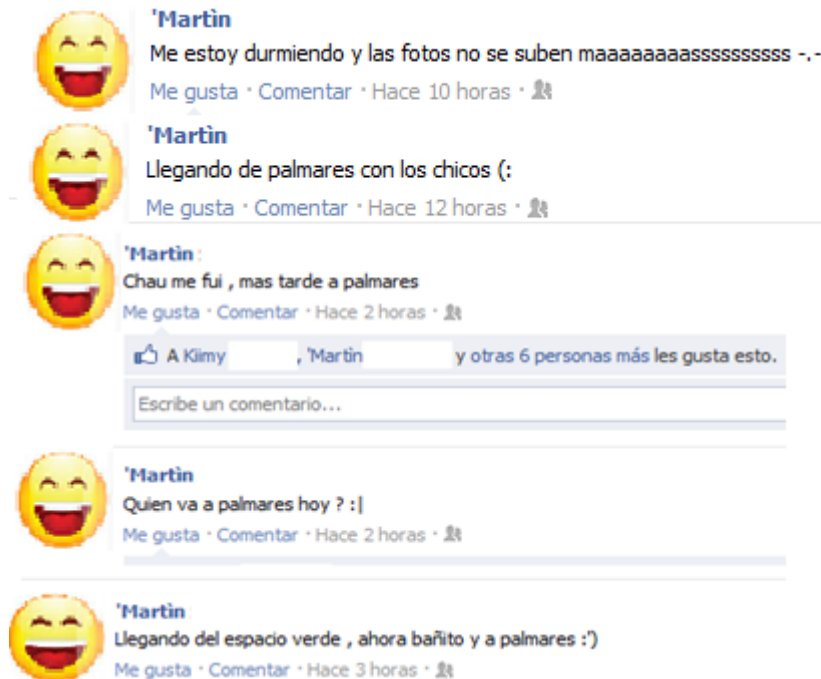 'Martìn
Me estoy durmiendo y las fotos no se suben maaaaaaaassssssssss -.-
Me gusta · Comentar · Hace 10 horas ·
'Martìn
Llegando de palmares con los chicos (:
Me gusta · Comentar · Hace 12 horas ·
'Martìn :
Chau me fui , mas tarde a palmares
Me gusta · Comentar · Hace 2 horas ·
A Kiimy , 'Martìn y otras 6 personas más les gusta esto.
Escribe un comentario...
'Martìn
Quien va a palmares hoy ? :|
Me gusta · Comentar · Hace 2 horas ·
'Martìn
Llegando del espacio verde , ahora bañito y a palmares :')
Me gusta · Comentar · Hace 3 horas ·